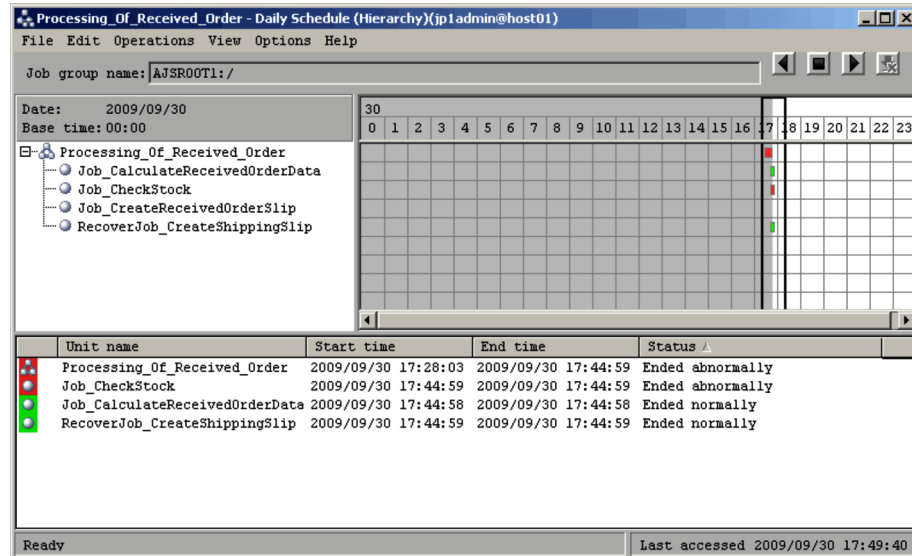 Processing_Of_Received_Order - Daily Schedule (Hierarchy)(jp1admin@host01)
File Edit Operations View Options Help
Job group name: AJSROOT1:/
Date: 2009/09/30
Base time: 00:00
30
0 1 2 3 4 5 6 7 8 9 10 11 12 13 14 15 16 17 18 19 20 21 22 23
Processing_Of_Received_Order
Job_CalculateReceivedOrderData
Job_CheckStock
Job_CreateReceivedOrderSlip
RecoverJob_CreateShippingSlip
Unit name Start time End time Status
Processing_Of_Received_Order 2009/09/30 17:28:03 2009/09/30 17:44:59 Ended abnormally
Job_CheckStock 2009/09/30 17:44:59 2009/09/30 17:44:59 Ended abnormally
Job_CalculateReceivedOrderData 2009/09/30 17:44:58 2009/09/30 17:44:58 Ended normally
RecoverJob_CreateShippingSlip 2009/09/30 17:44:59 2009/09/30 17:44:59 Ended normally
Ready Last accessed 2009/09/30 17:49:40